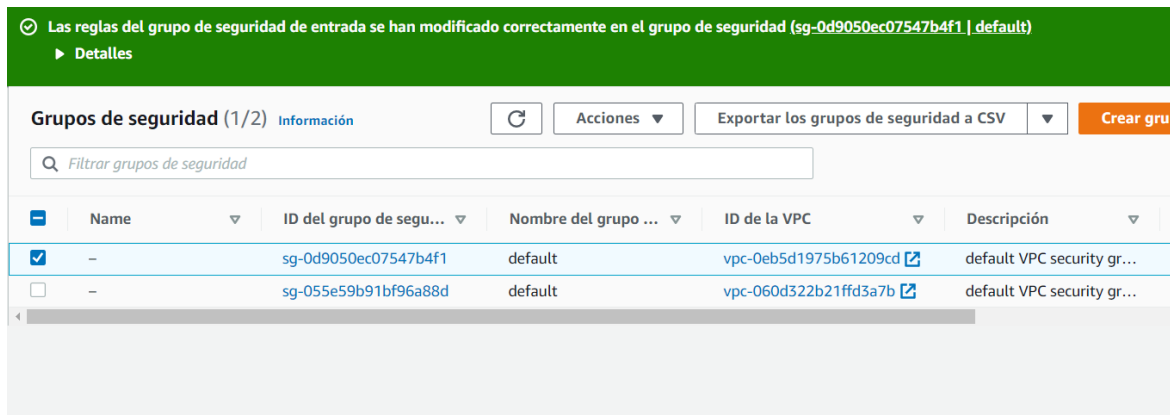 Las reglas del grupo de seguridad de entrada se han modificado correctamente en el grupo de seguridad (sg-0d9050ec07547b4f1 | default)
Detalles
Grupos de seguridad (1/2) Información Acciones Exportar los grupos de seguridad a CSV Crear gru
Filtrar grupos de seguridad
Name ID del grupo de segu... Nombre del grupo ... ID de la VPC Descripción
– sg-0d9050ec07547b4f1 default vpc-0eb5d1975b61209cd default VPC security gr...
– sg-055e59b91bf96a88d default vpc-060d322b21ffd3a7b default VPC security gr...